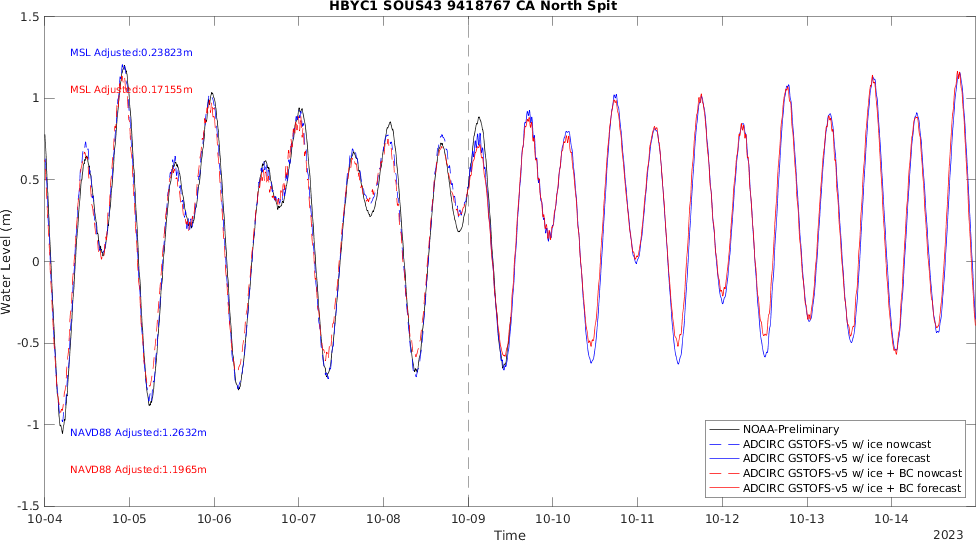 HBYC1 SOUS43 9418767 CA North Spit
1.5
MSL Adjusted:0.23823m
1
MSL Adjusted:0.17155m
0.5
Water Level (m)
0
-0.5
-1
NAVD88 Adjusted:1.2632m
NAVD88 Adjusted:1.1965m
-1.5
NOAA-Preliminary
ADCIRC GSTOFS-v5 w/ ice nowcast
ADCIRC GSTOFS-v5 w/ ice forecast
ADCIRC GSTOFS-v5 w/ ice + BC nowcast
ADCIRC GSTOFS-v5 w/ ice + BC forecast
10-04 10-05 10-06 10-07 10-08 10-09 10-10 10-11 10-12 10-13 10-14
Time
2023